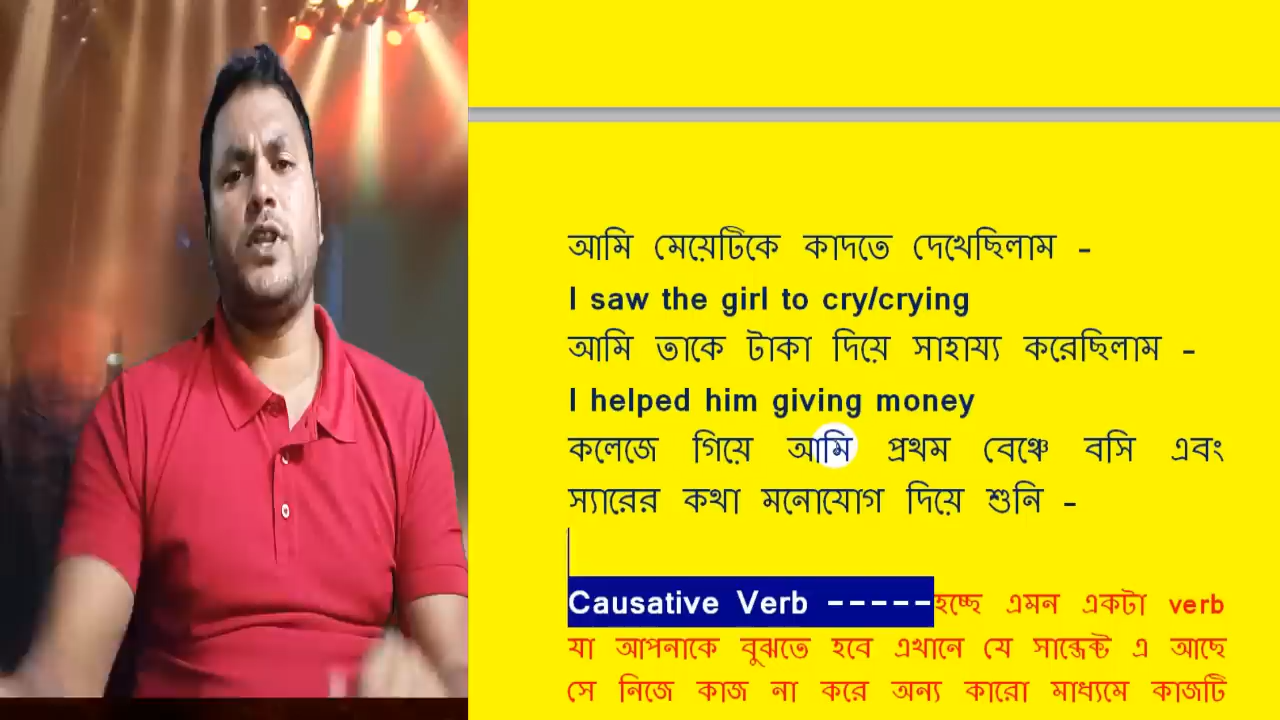 আমি মেয়েটিকে কাদতে দেখেছিলাম -
I saw the girl to cry/crying
আমি তাকে টাকা দিয়ে সাহায্য করেছিলাম -
I helped him giving money
কলেজে গিয়ে আমি প্রথম বেঞ্চে বসি এবং
স্যারের কথা মনোযোগ দিয়ে শুনি -
Causative Verb -----হচ্ছে এমন একটা verb
যা আপনাকে বুঝতে হবে এখানে যে সাব্জেক্ট এ আছে
সে নিজে কাজ না করে অন্য কারো মাধ্যমে কাজটি